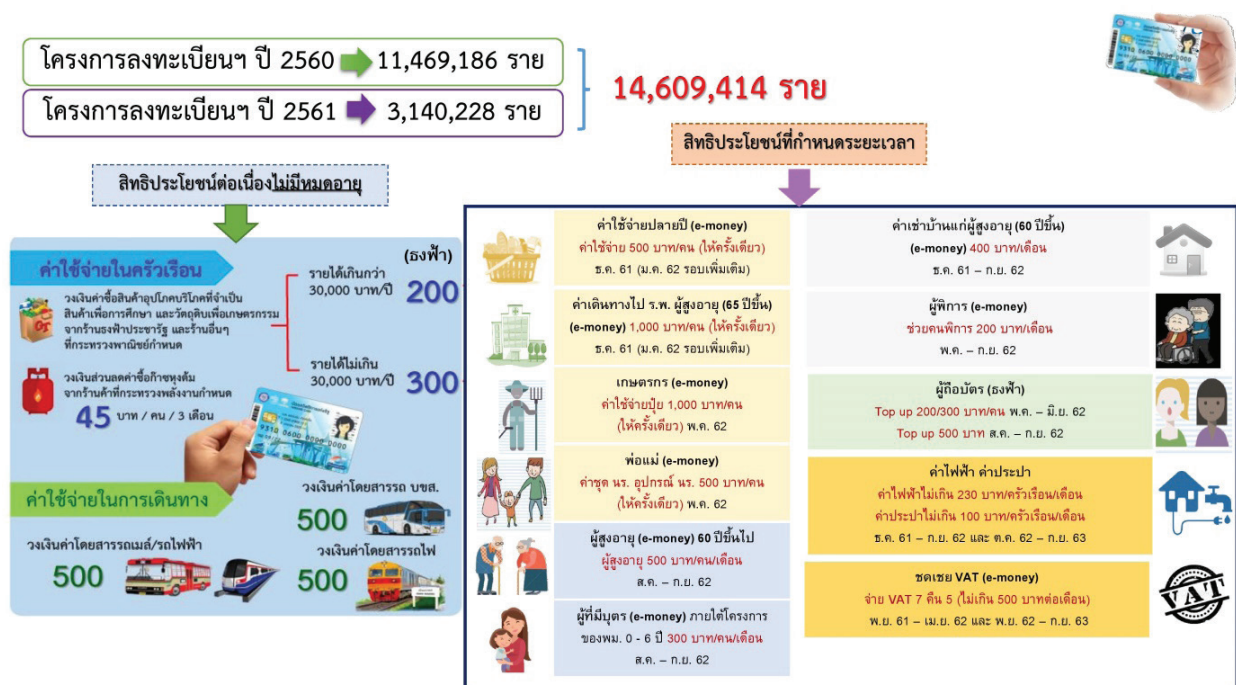 โครงการลงทะเบียนฯ ปี 2560 11,469,186 ราย
โครงการลงทะเบียนฯ ปี 2561 3,140,228 ราย
14,609,414 ราย
สิทธิประโยชน์ต่อเนื่องไม่มีหมดอายุ
ค่าใช้จ่ายในครัวเรือน
(ธงฟ้า)
วงเงินค่าซื้อสินค้าอุปโภคบริโภคที่จำเป็น
สินค้าเพื่อการศึกษา และวัตถุดิบเพื่อเกษตรกรรม
จากร้านธงฟ้าประชารัฐ และร้านอื่นๆ
ที่กระทรวงพาณิชย์กำหนด
รายได้เกินกว่า
30,000 บาท/ปี
200
รายได้ไม่เกิน
30,000 บาท/ปี
300
วงเงินส่วนลดค่าซื้อก๊าซหุงต้ม
จากร้านค้าที่กระทรวงพลังงานกำหนด
45 บาท / คน / 3 เดือน
ค่าใช้จ่ายในการเดินทาง
วงเงินค่าโดยสารรถ บขส.
500
วงเงินค่าโดยสารรถเมล์/รถไฟฟ้า
500
วงเงินค่าโดยสารรถไฟ
500
สิทธิประโยชน์ที่กำหนดระยะเวลา
ค่าใช้จ่ายปลายปี (e-money)
ค่าใช้จ่าย 500 บาท/คน (ให้ครั้งเดียว)
ธ.ค. 61 (ม.ค. 62 รอบเพิ่มเติม)
ค่าเดินทางไป ร.พ. ผู้สูงอายุ (65 ปีขึ้น)
(e-money) 1,000 บาท/คน (ให้ครั้งเดียว)
ธ.ค. 61 (ม.ค. 62 รอบเพิ่มเติม)
เกษตรกร (e-money)
ค่าใช้จ่ายปุ๋ย 1,000 บาท/คน
(ให้ครั้งเดียว) พ.ค. 62
พ่อแม่ (e-money)
ค่าชุด นร. อุปกรณ์ นร. 500 บาท/คน
(ให้ครั้งเดียว) พ.ค. 62
ผู้สูงอายุ (e-money) 60 ปีขึ้นไป
ผู้สูงอายุ 500 บาท/คน/เดือน
ส.ค. – ก.ย. 62
ผู้ที่มีบุตร (e-money) ภายใต้โครงการ
ของพม. 0 - 6 ปี 300 บาท/คน/เดือน
ส.ค. – ก.ย. 62
ค่าเช่าบ้านแก่ผู้สูงอายุ (60 ปีขึ้น)
(e-money) 400 บาท/เดือน
ธ.ค. 61 – ก.ย. 62
ผู้พิการ (e-money)
ช่วยคนพิการ 200 บาท/เดือน
พ.ค. – ก.ย. 62
ผู้ถือบัตร (ธงฟ้า)
Top up 200/300 บาท/คน พ.ค. – มิ.ย. 62
Top up 500 บาท ส.ค. – ก.ย. 62
ค่าไฟฟ้า ค่าประปา
ค่าไฟฟ้าไม่เกิน 230 บาท/ครัวเรือน/เดือน
ค่าประปาไม่เกิน 100 บาท/ครัวเรือน/เดือน
ธ.ค. 61 – ก.ย. 62 และ ต.ค. 62 – ก.ย. 63
ชดเชย VAT (e-money)
จ่าย VAT 7 คืน 5 (ไม่เกิน 500 บาทต่อเดือน)
พ.ย. 61 – เม.ย. 62 และ พ.ย. 62 – ก.ย. 63
VAT